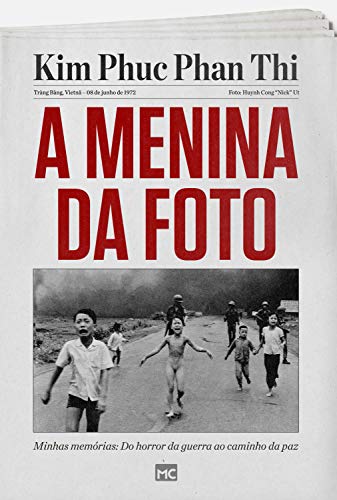 Kim Phuc Phan Thi
Trảng Bàng, Vietnã – 08 de junho de 1972
Foto: Huynh Cong “Nick” Ut
A MENINA
DA FOTO
Minhas memórias: Do horror da guerra ao caminho da paz
MC